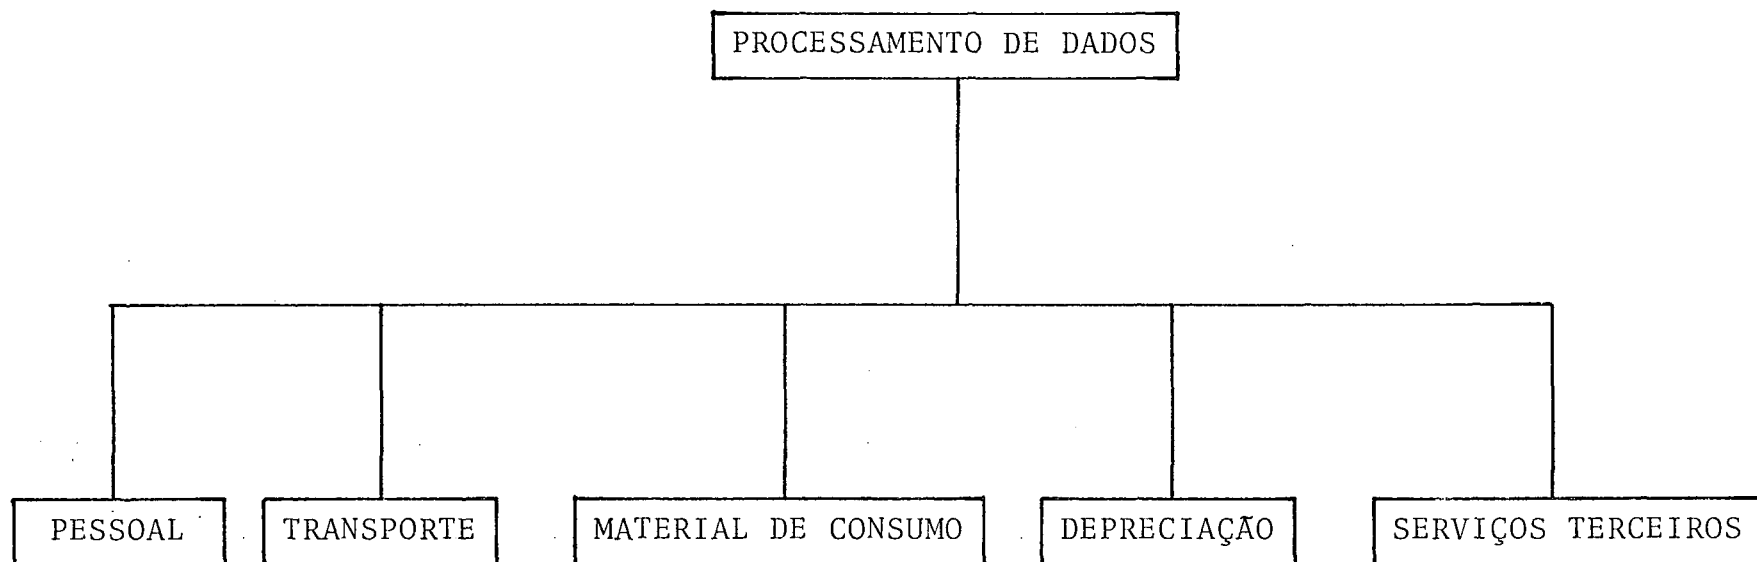 PROCESSAMENTO DE DADOS
PESSOAL
TRANSPORTE
MATERIAL DE CONSUMO
DEPRECIAÇÃO
SERVIÇOS TERCEIROS